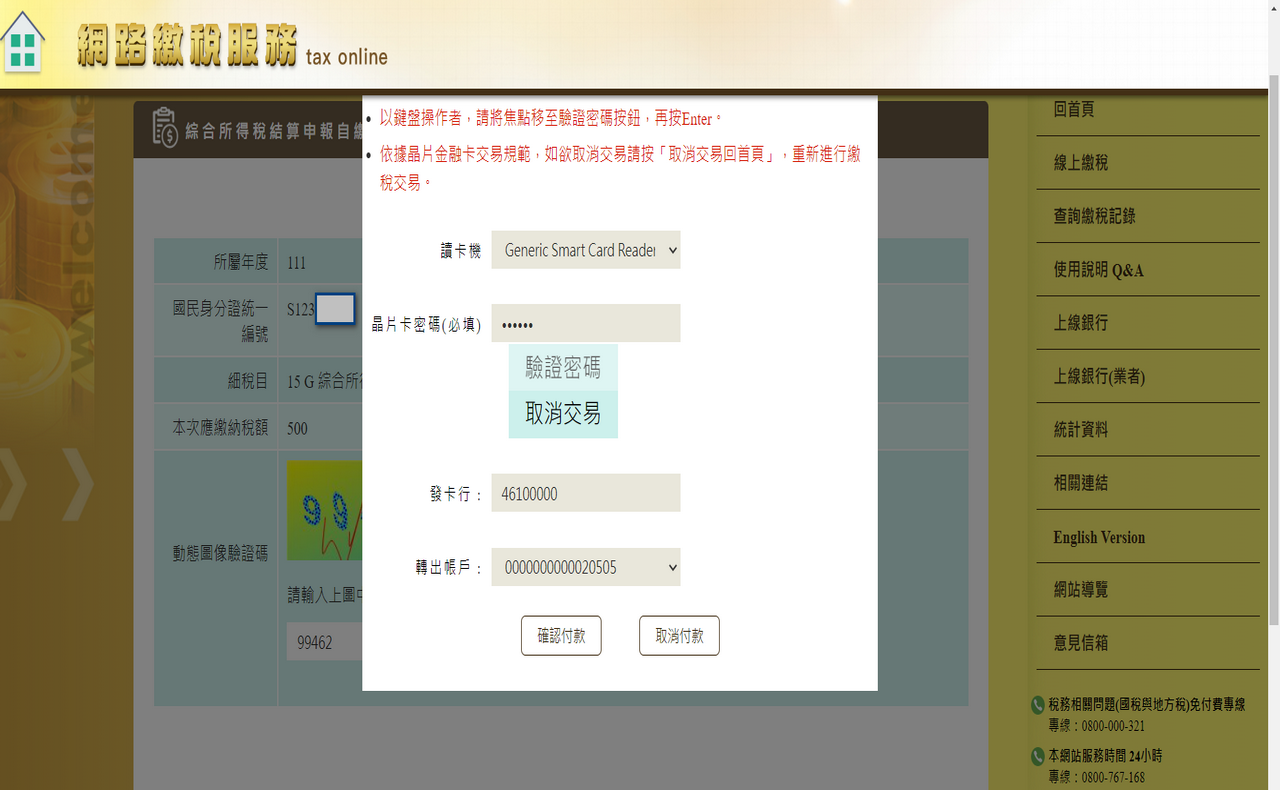 網路繳稅服務 tax online
綜合所得稅結算申報自繳
所屬年度 111
國民身分證統一編號 S123
細稅目 15 G 綜合所
本次應繳納稅額 500
動態圖像驗證碼
請輸入上圖
99462
以鍵盤操作者，請將焦點移至驗證密碼按鈕，再按Enter。
依據晶片金融卡交易規範，如欲取消交易請按「取消交易回首頁」，重新進行繳
稅交易。
讀卡機 Generic Smart Card Reader
晶片卡密碼(必填) ••••••
驗證密碼
取消交易
發卡行： 46100000
轉出帳戶： 0000000000020505
確認付款 取消付款
回首頁
線上繳稅
查詢繳稅記錄
使用說明 Q&A
上線銀行
上線銀行(業者)
統計資料
相關連結
English Version
網站導覽
意見信箱
稅務相關問題(國稅與地方稅)免付費專線
專線：0800-000-321
本網站服務時間 24小時
專線：0800-767-168
welcome